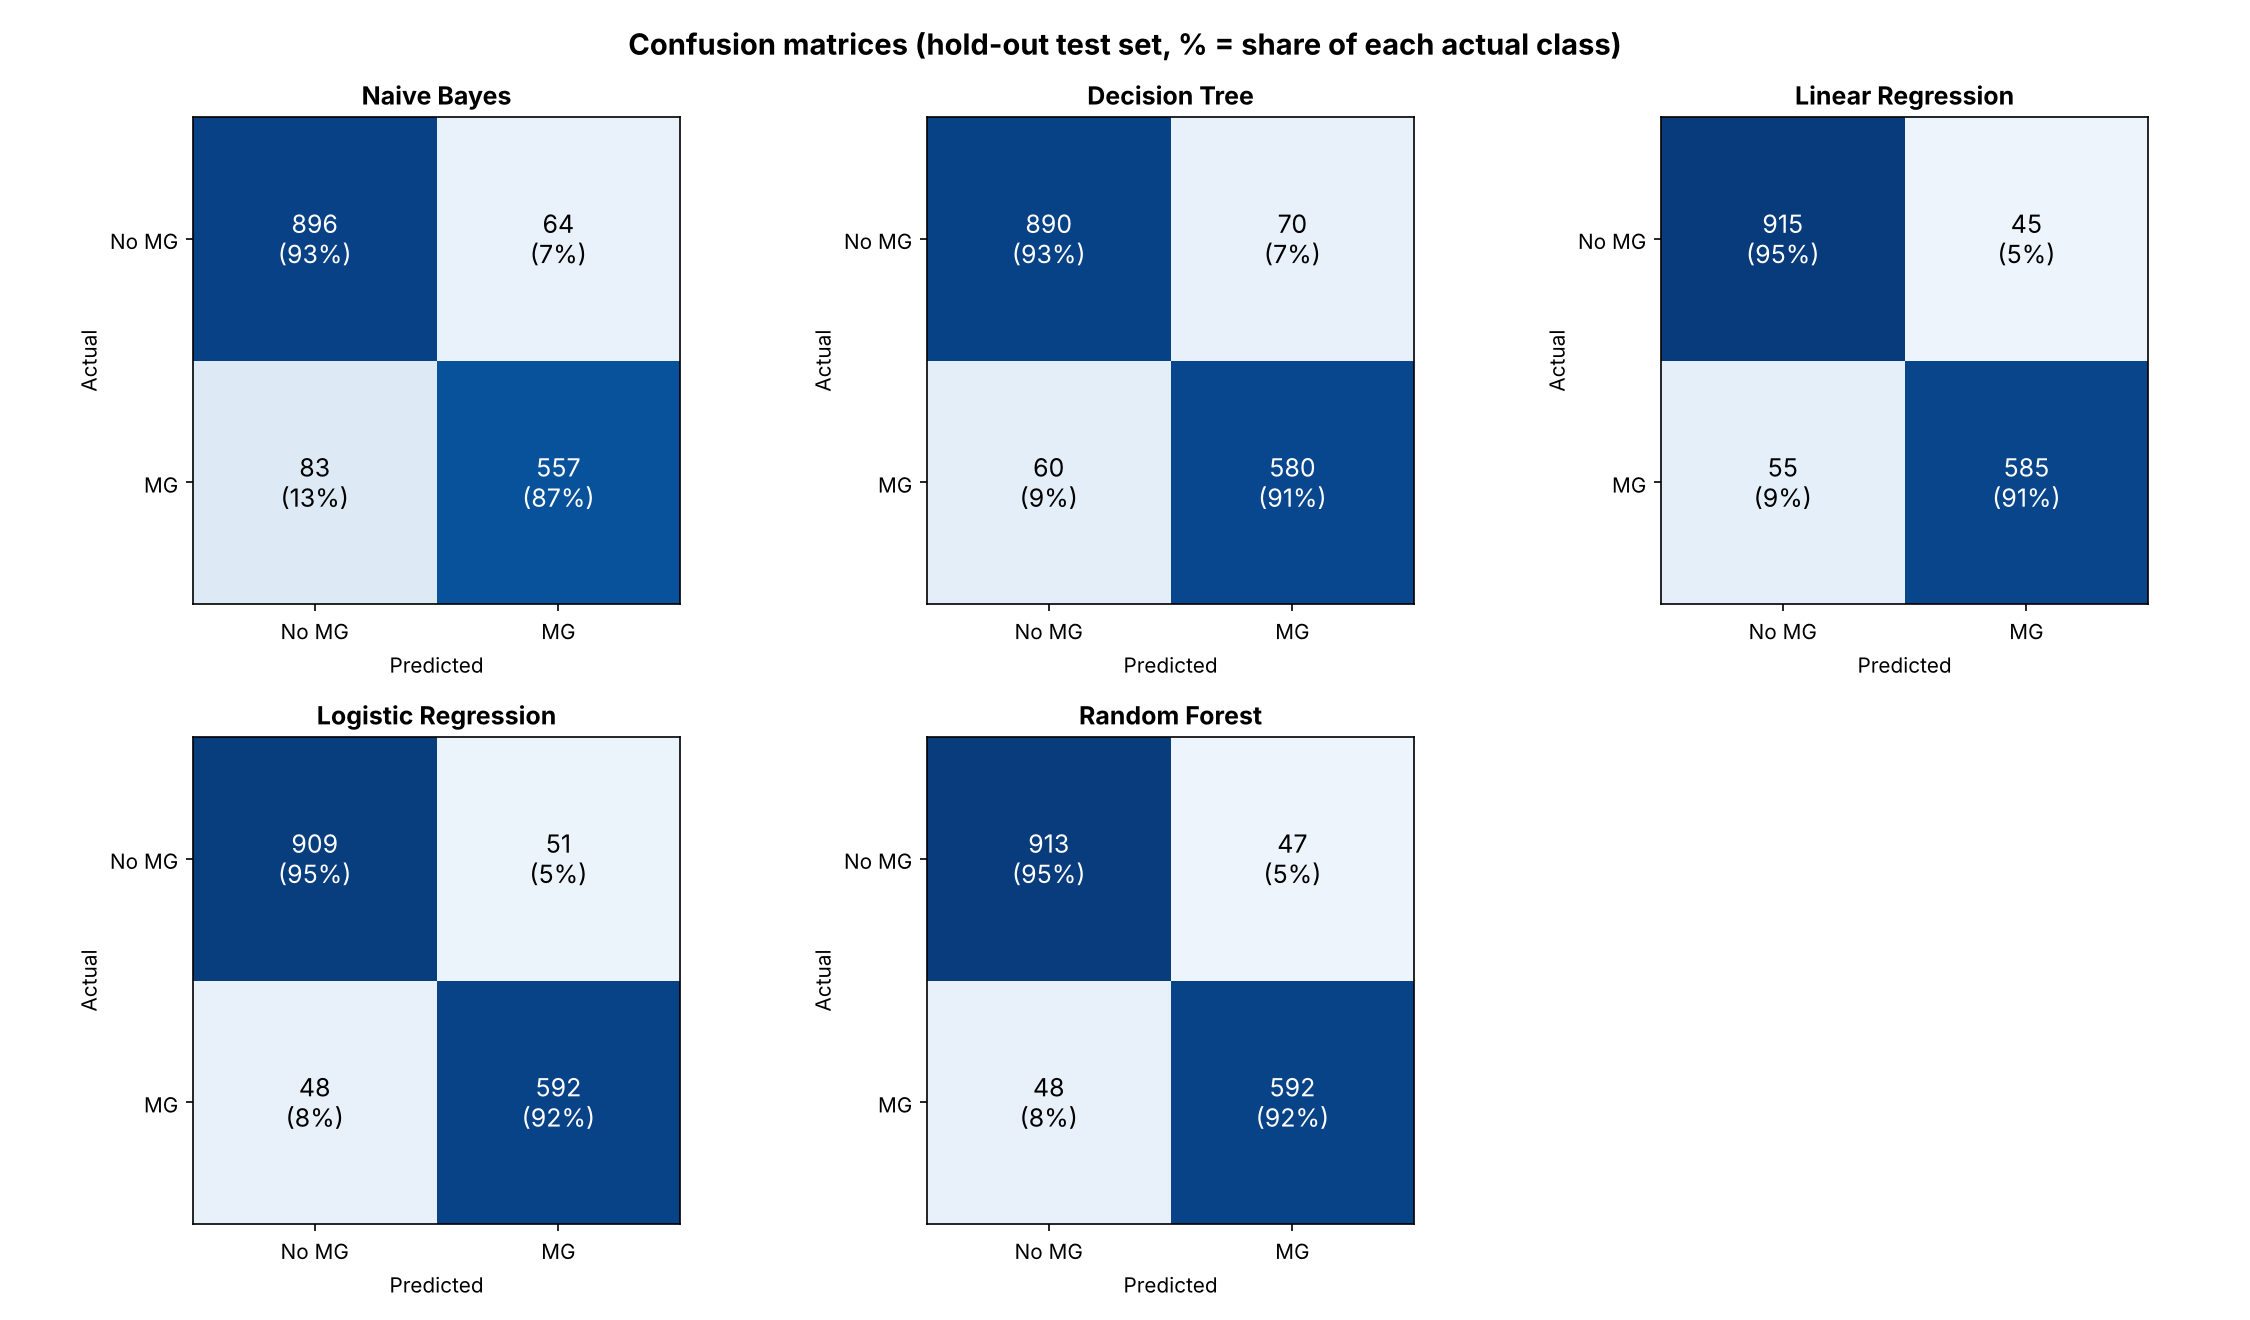 Confusion matrices (hold-out test set, % = share of each actual class)
Naive Bayes
Actual
No MG
896
(93%)
64
(7%)
MG
83
(13%)
557
(87%)
No MG
MG
Predicted
Decision Tree
Actual
No MG
890
(93%)
70
(7%)
MG
60
(9%)
580
(91%)
No MG
MG
Predicted
Linear Regression
Actual
No MG
915
(95%)
45
(5%)
MG
55
(9%)
585
(91%)
No MG
MG
Predicted
Logistic Regression
Actual
No MG
909
(95%)
51
(5%)
MG
48
(8%)
592
(92%)
No MG
MG
Predicted
Random Forest
Actual
No MG
913
(95%)
47
(5%)
MG
48
(8%)
592
(92%)
No MG
MG
Predicted